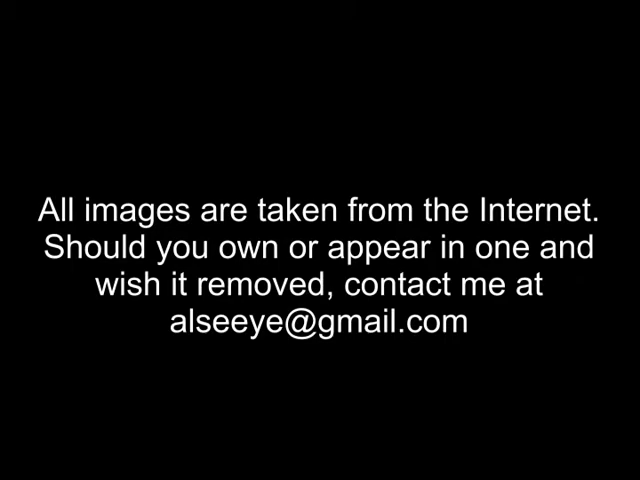 All images are taken from the Internet.
Should you own or appear in one and
wish it removed, contact me at
alseeye@gmail.com